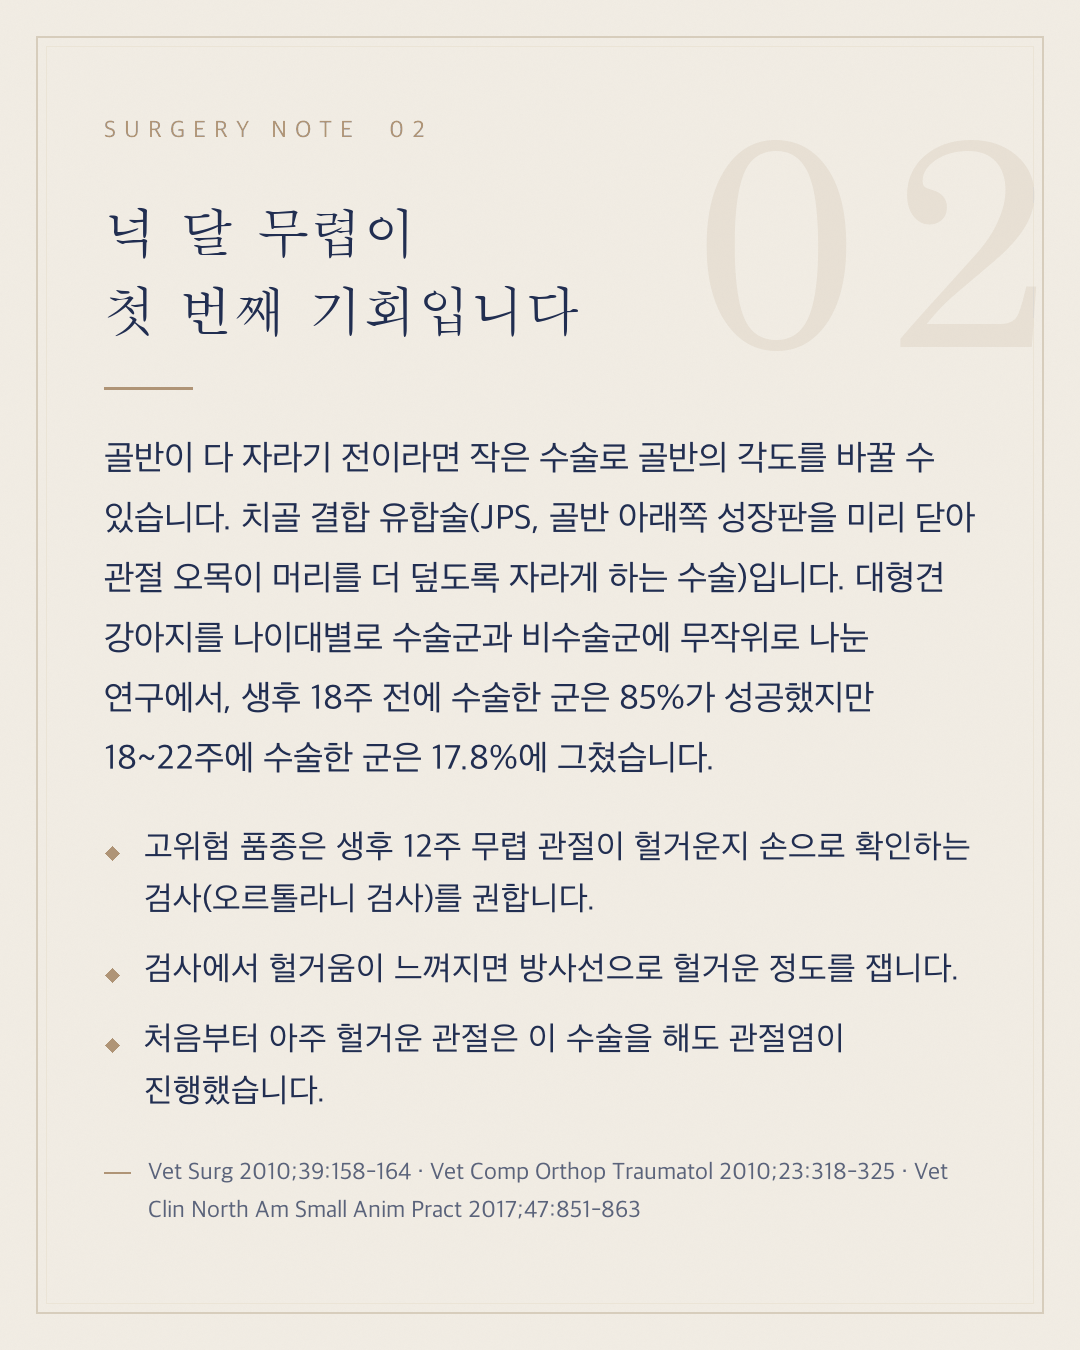 SURGERY NOTE 02
02
넉 달 무렵이
첫 번째 기회입니다
골반이 다 자라기 전이라면 작은 수술로 골반의 각도를 바꿀 수
있습니다. 치골 결합 유합술(JPS, 골반 아래쪽 성장판을 미리 닫아
관절 오목이 머리를 더 덮도록 자라게 하는 수술)입니다. 대형견
강아지를 나이대별로 수술군과 비수술군에 무작위로 나눈
연구에서, 생후 18주 전에 수술한 군은 85%가 성공했지만
18~22주에 수술한 군은 17.8%에 그쳤습니다.
◆ 고위험 품종은 생후 12주 무렵 관절이 헐거운지 손으로 확인하는
검사(오르톨라니 검사)를 권합니다.
◆ 검사에서 헐거움이 느껴지면 방사선으로 헐거운 정도를 잽니다.
◆ 처음부터 아주 헐거운 관절은 이 수술을 해도 관절염이
진행했습니다.
— Vet Surg 2010;39:158-164 · Vet Comp Orthop Traumatol 2010;23:318-325 · Vet
Clin North Am Small Anim Pract 2017;47:851-863